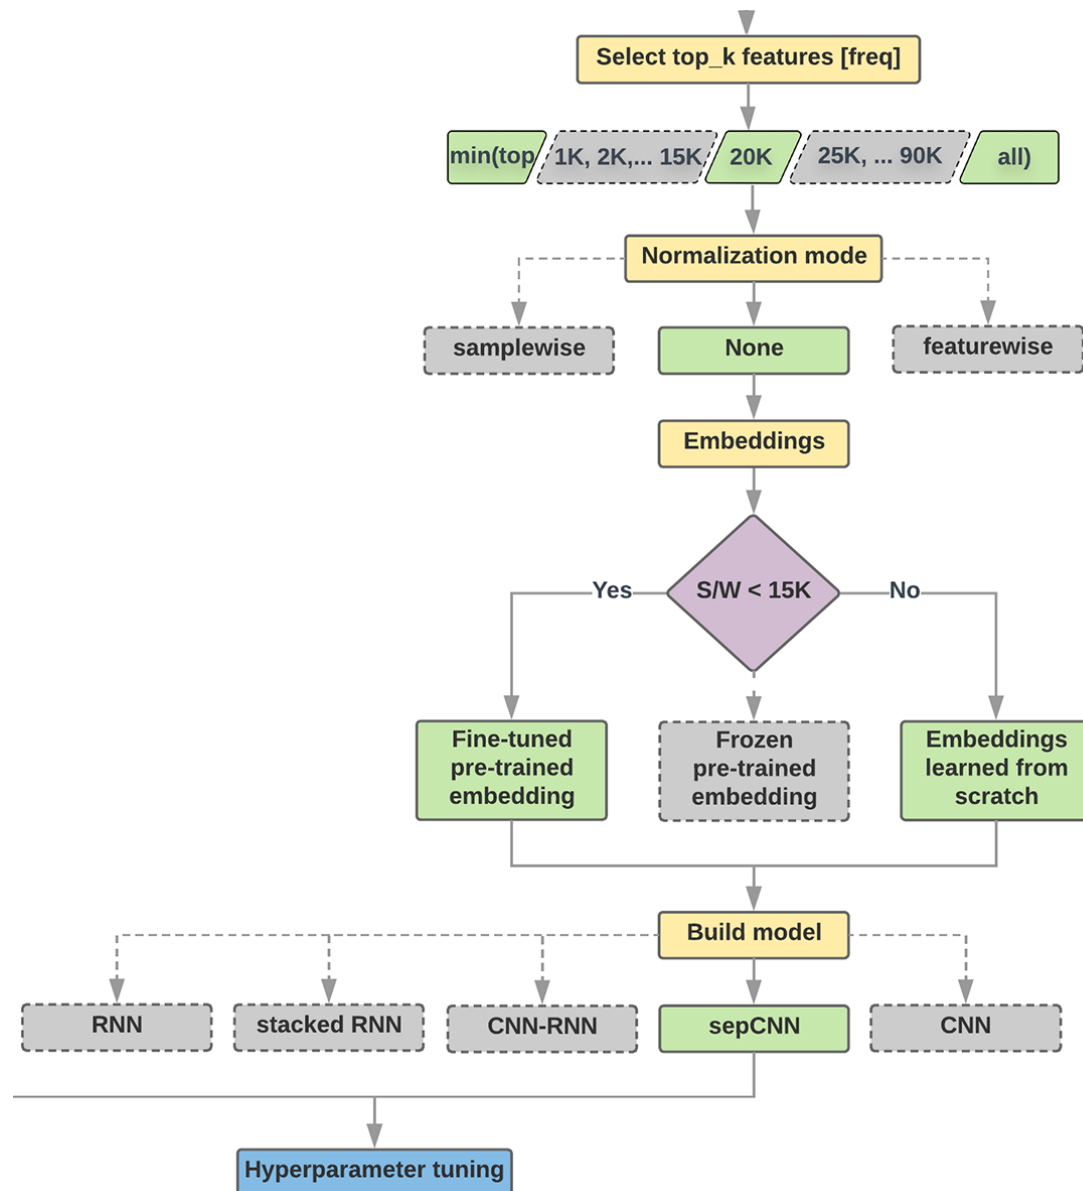 Select top_k features [freq]
min(top 1K, 2K,... 15K 20K 25K, ... 90K all)
Normalization mode
samplewise None featurewise
Embeddings
Yes S/W < 15K No
Fine-tuned
pre-trained
embedding
Frozen
pre-trained
embedding
Embeddings
learned from
scratch
Build model
RNN stacked RNN CNN-RNN sepCNN CNN
Hyperparameter tuning